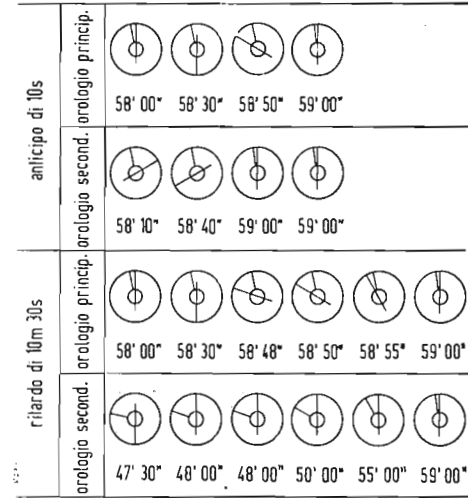 anticipo di 10s
orologio princip.
58' 00" 58' 30" 58' 50" 59' 00"
orologio second.
58' 10" 58' 40" 59' 00" 59' 00"
ritardo di 10m 30s
orologio princip.
58' 00" 58' 30" 58' 48" 58' 50" 58' 55" 59' 00"
orologio second.
47' 30" 48' 00" 48' 00" 50' 00" 55' 00" 59' 00"